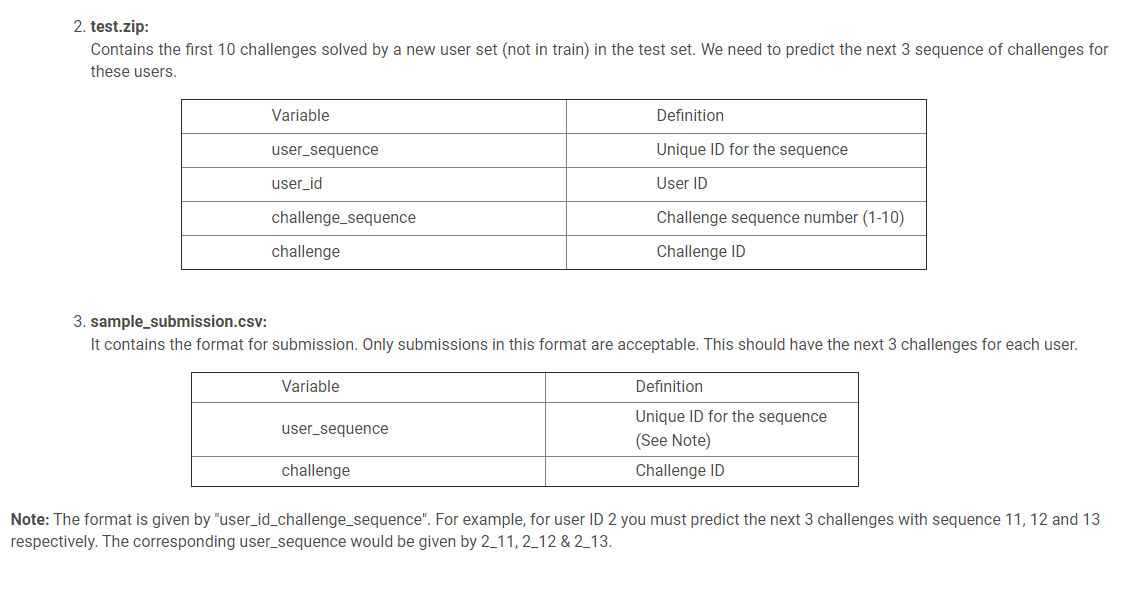 2. test.zip:
Contains the first 10 challenges solved by a new user set (not in train) in the test set. We need to predict the next 3 sequence of challenges for
these users.
Variable Definition
user_sequence Unique ID for the sequence
user_id User ID
challenge_sequence Challenge sequence number (1-10)
challenge Challenge ID
3. sample_submission.csv:
It contains the format for submission. Only submissions in this format are acceptable. This should have the next 3 challenges for each user.
Variable Definition
user_sequence Unique ID for the sequence
(See Note)
challenge Challenge ID
Note: The format is given by "user_id_challenge_sequence". For example, for user ID 2 you must predict the next 3 challenges with sequence 11, 12 and 13
respectively. The corresponding user_sequence would be given by 2_11, 2_12 & 2_13.